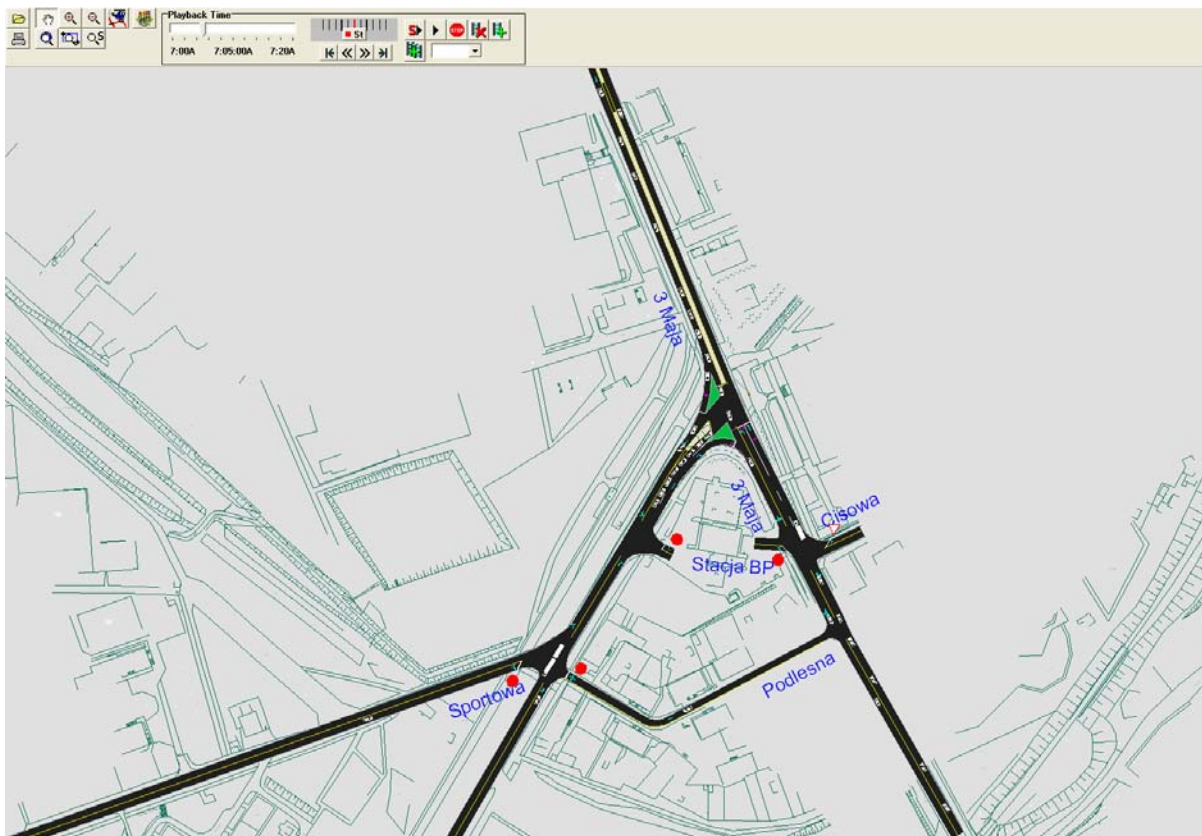 Playback Time
St
S
STOP
S
7:00A 7:05:00A 7:20A
3 Maja
3 Maja
Cisowa
Stacja BP
Podlesna
Sportowa